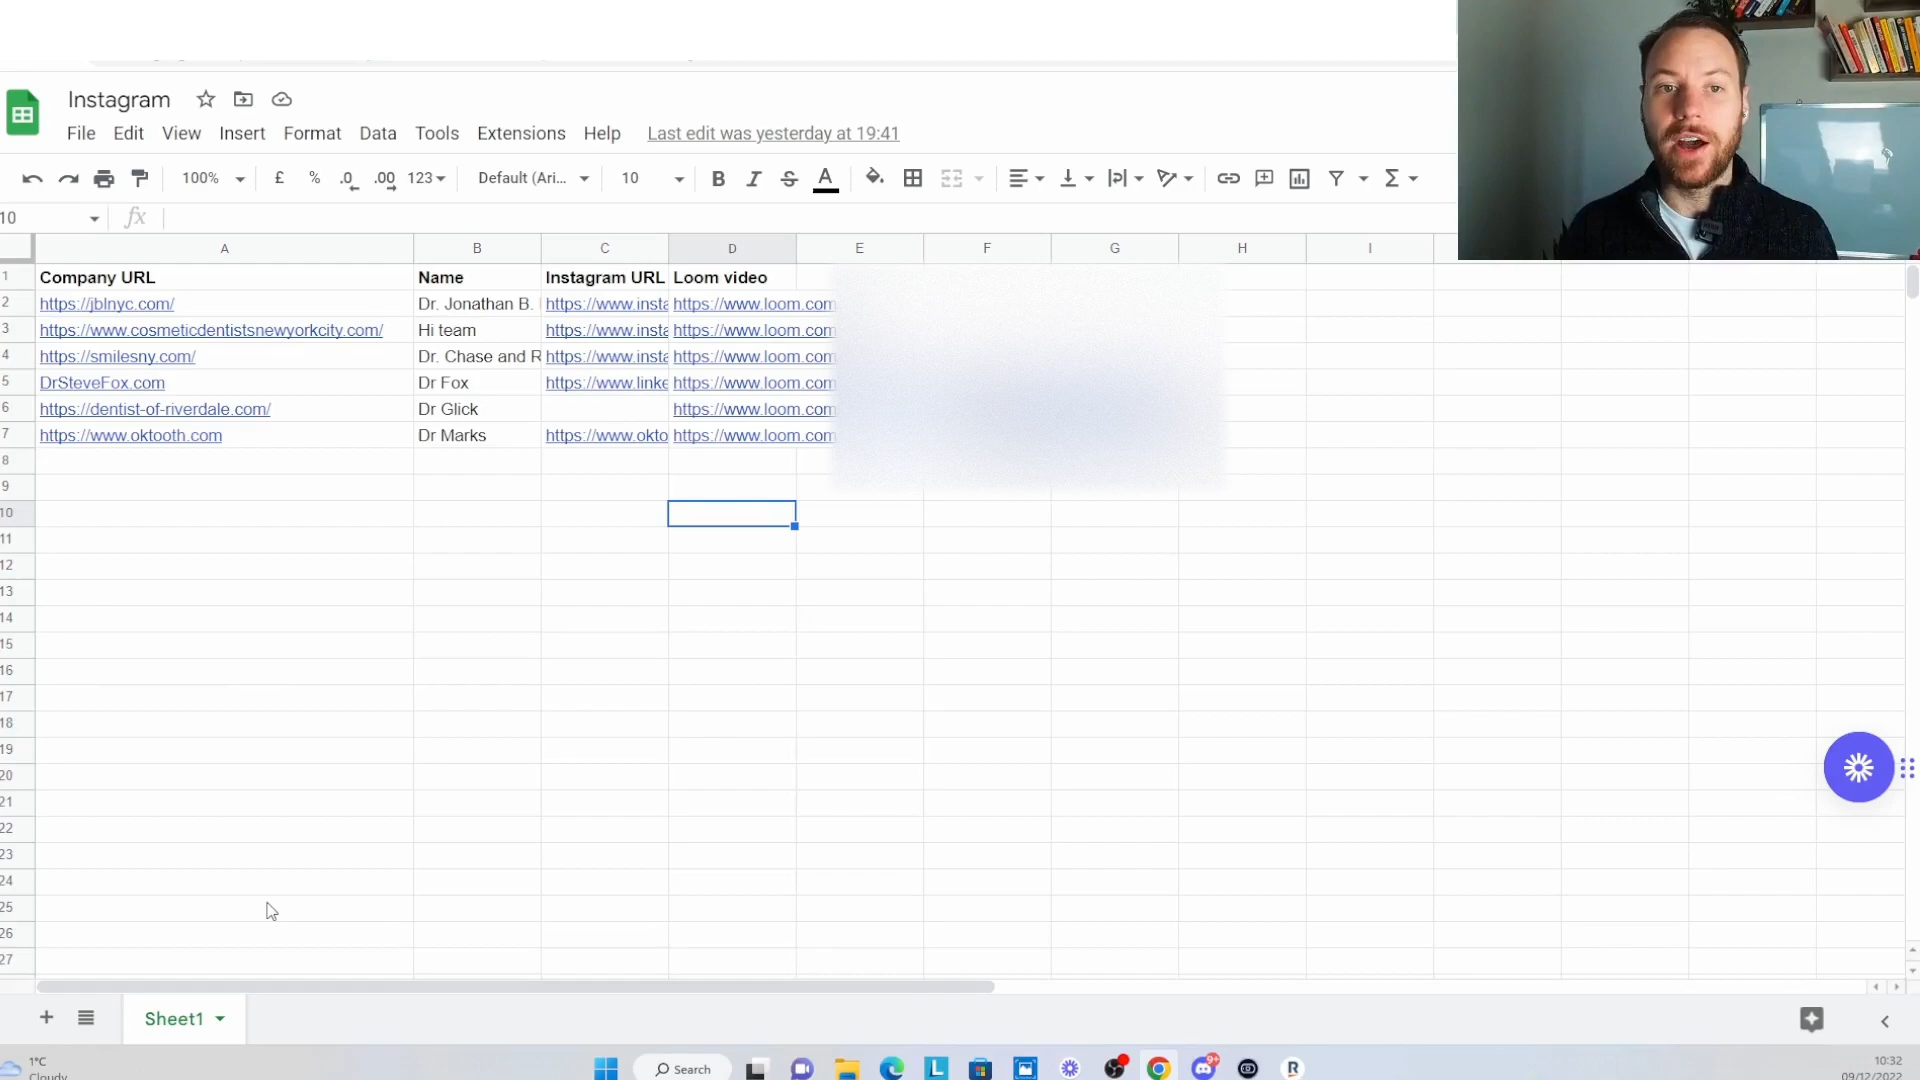 Instagram
File Edit View Insert Format Data Tools Extensions Help Last edit was yesterday at 19:41
100% £ % .0 .00 123 Default (Ari... 10 B I S A
10 fx
A B C D E F G H I
1 Company URL Name Instagram URL Loom video
2 https://jblnyc.com/ Dr. Jonathan B. https://www.insta https://www.loom.com
3 https://www.cosmeticdentistsnewyorkcity.com/ Hi team https://www.insta https://www.loom.com
4 https://smilesny.com/ Dr. Chase and R https://www.insta https://www.loom.com
5 DrSteveFox.com Dr Fox https://www.linke https://www.loom.com
6 https://dentist-of-riverdale.com/ Dr Glick https://www.loom.com
7 https://www.oktooth.com Dr Marks https://www.okto https://www.loom.com
8
9
10
11
12
13
14
15
16
17
18
19
20
21
22
23
24
25
26
27
Sheet1
1°C
Cloudy
Search
9+
10:32
09/12/2022